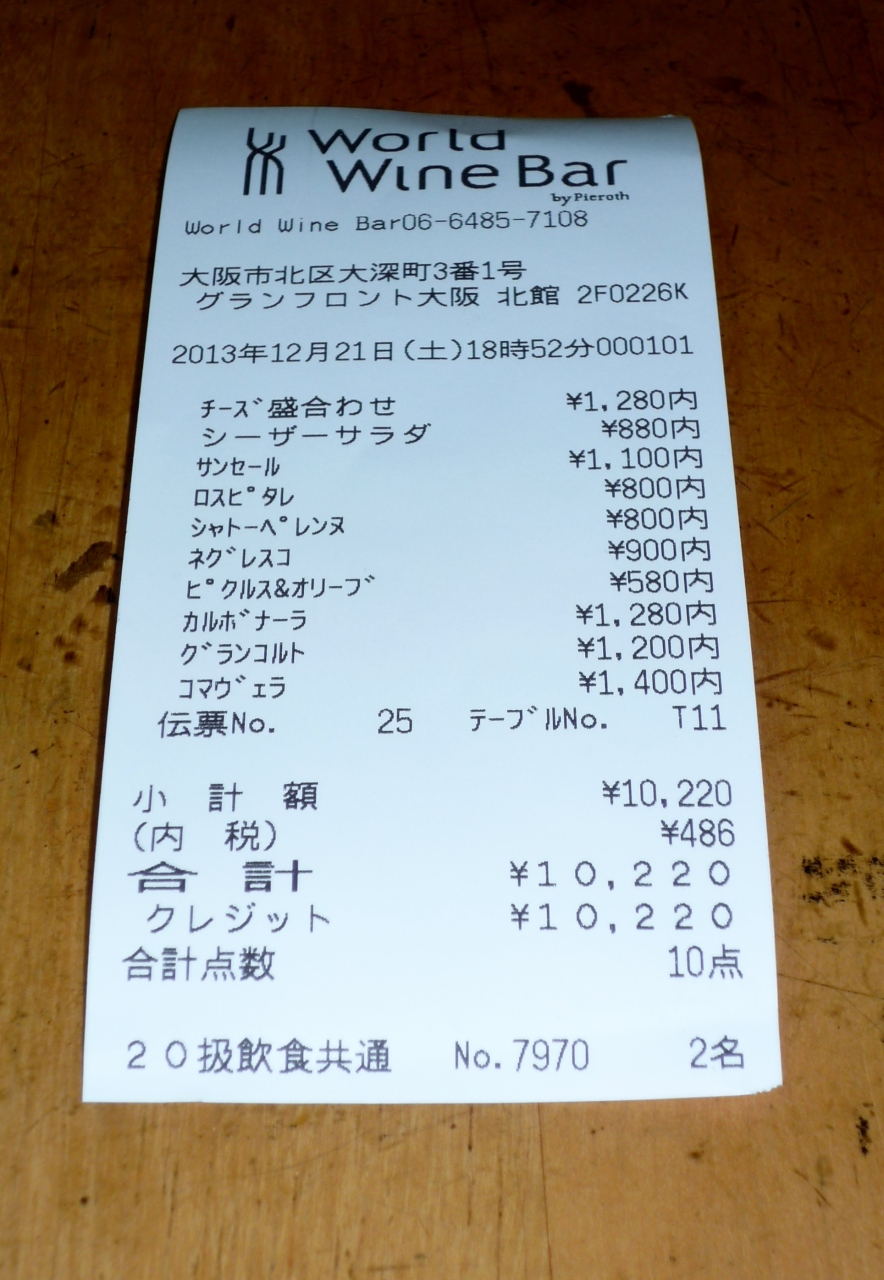 World
Wine Bar
by Pieroth
World Wine Bar06-6485-7108
大阪市北区大深町3番1号
グランフロント大阪 北館 2F0226K
2013年12月21日(土)18時52分000101
ﾁｰｽﾞ盛合わせ ¥1,280内
シーザーサラダ ¥880内
ｻﾝｾｰﾙ ¥1,100内
ﾛｽﾋﾟﾀﾚ ¥800内
ｼｬﾄｰﾍﾟﾚﾝﾇ ¥800内
ﾈｸﾞﾚｽｺ ¥900内
ﾋﾟｸﾙｽ&ｵﾘｰﾌﾞ ¥580内
ｶﾙﾎﾞﾅｰﾗ ¥1,280内
ｸﾞﾗﾝｺﾙﾄ ¥1,200内
ｺﾏｳﾞｪﾗ ¥1,400内
伝票No. 25 ﾃｰﾌﾞﾙNo. T11
小 計 額 ¥10,220
(内 税) ¥486
合 計 ¥１０,２２０
クレジット ¥１０,２２０
合計点数 10点
２０扱飲食共通 No.7970 2名